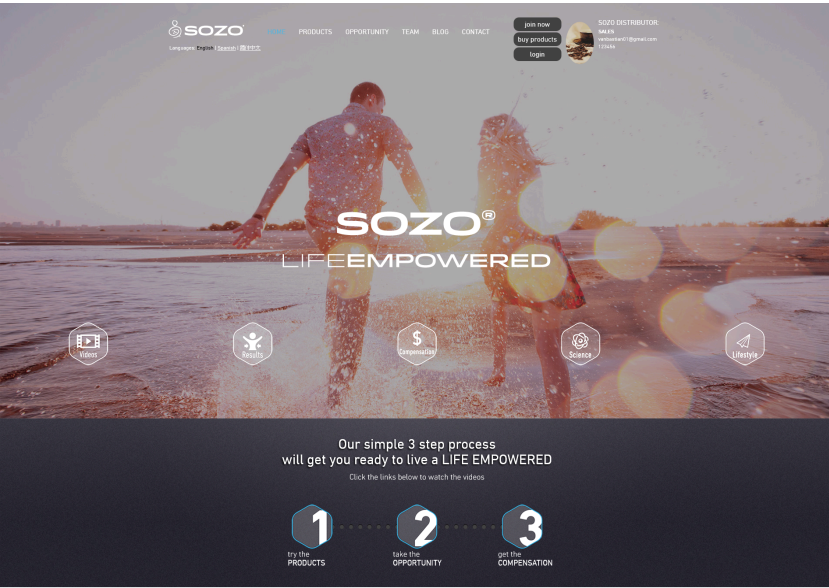 SOZO
HOME PRODUCTS OPPORTUNITY TEAM BLOG CONTACT
join now
buy products
login
SOZO DISTRIBUTOR:
SALES
123456
Languages: English | Spanish |
SOZO®
LIFEEMPOWERED
Videos
Results
$
Compensation
Science
Lifestyle
Our simple 3 step process
will get you ready to live a LIFE EMPOWERED
Click the links below to watch the videos
1
try the
PRODUCTS
2
take the
OPPORTUNITY
3
get the
COMPENSATION